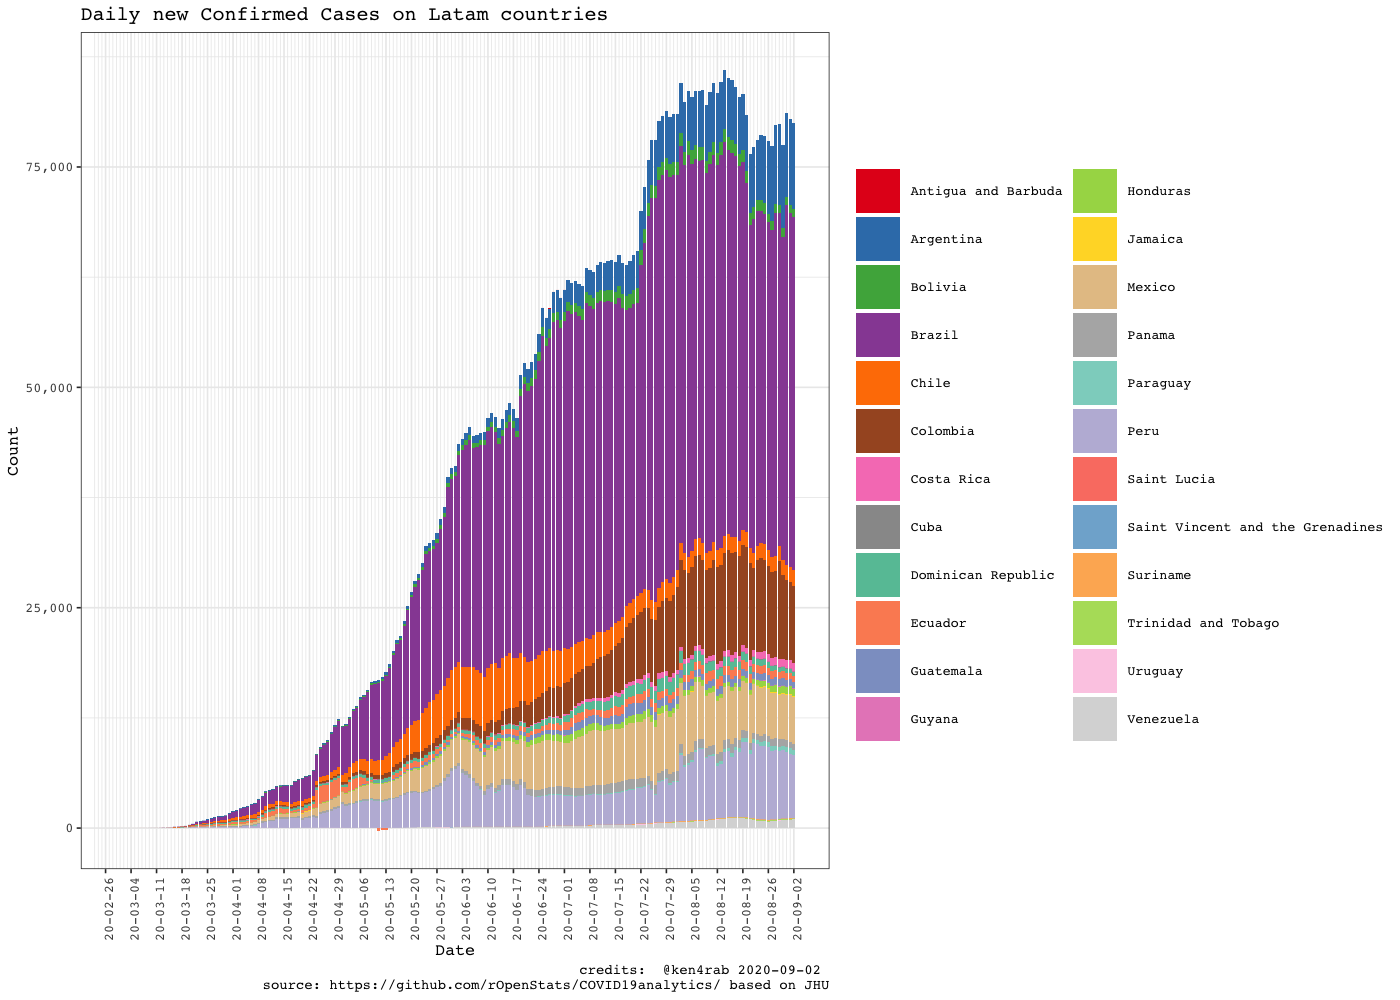 Daily new Confirmed Cases on Latam countries
Count
75,000
50,000
25,000
0
20-02-26
20-03-04
20-03-11
20-03-18
20-03-25
20-04-01
20-04-08
20-04-15
20-04-22
20-04-29
20-05-06
20-05-13
20-05-20
20-05-27
20-06-03
20-06-10
20-06-17
20-06-24
20-07-01
20-07-08
20-07-15
20-07-22
20-07-29
20-08-05
20-08-12
20-08-19
20-08-26
20-09-02
Date
Antigua and Barbuda
Argentina
Bolivia
Brazil
Chile
Colombia
Costa Rica
Cuba
Dominican Republic
Ecuador
Guatemala
Guyana
Honduras
Jamaica
Mexico
Panama
Paraguay
Peru
Saint Lucia
Saint Vincent and the Grenadines
Suriname
Trinidad and Tobago
Uruguay
Venezuela
credits:  @ken4rab 2020-09-02
source: https://github.com/rOpenStats/COVID19analytics/ based on JHU